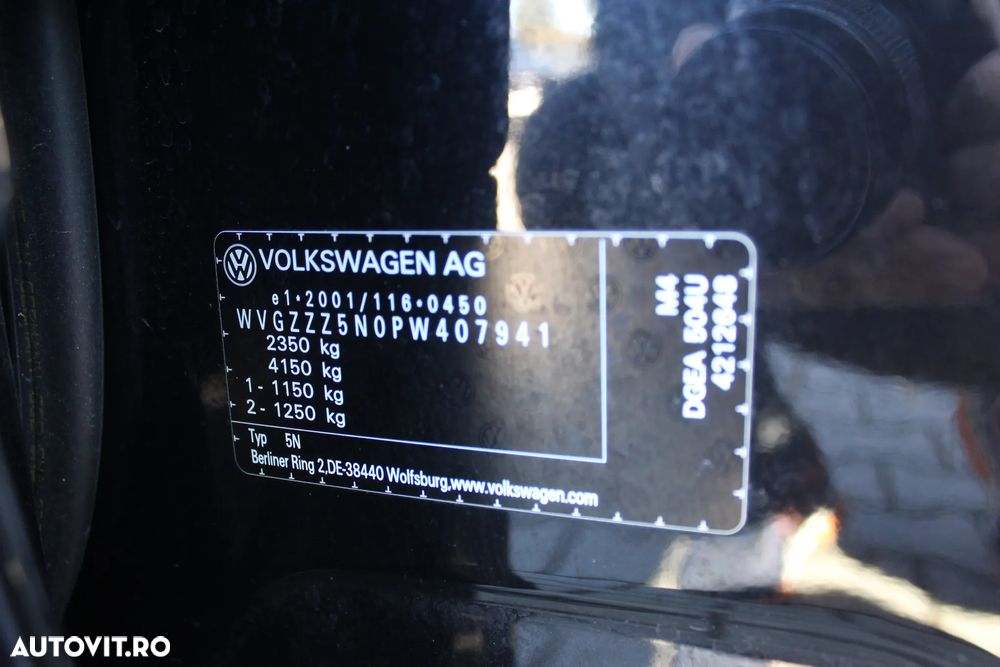 VOLKSWAGEN AG
e1*2001/116*0450
WVGZZZ5N0PW407941
2350 kg
4150 kg
1- 1150 kg
2- 1250 kg
Typ 5N
Berliner Ring 2,DE-38440 Wolfsburg,www.volkswagen.com
M4
DGEA 504U
4212648
AUTOVIT.RO